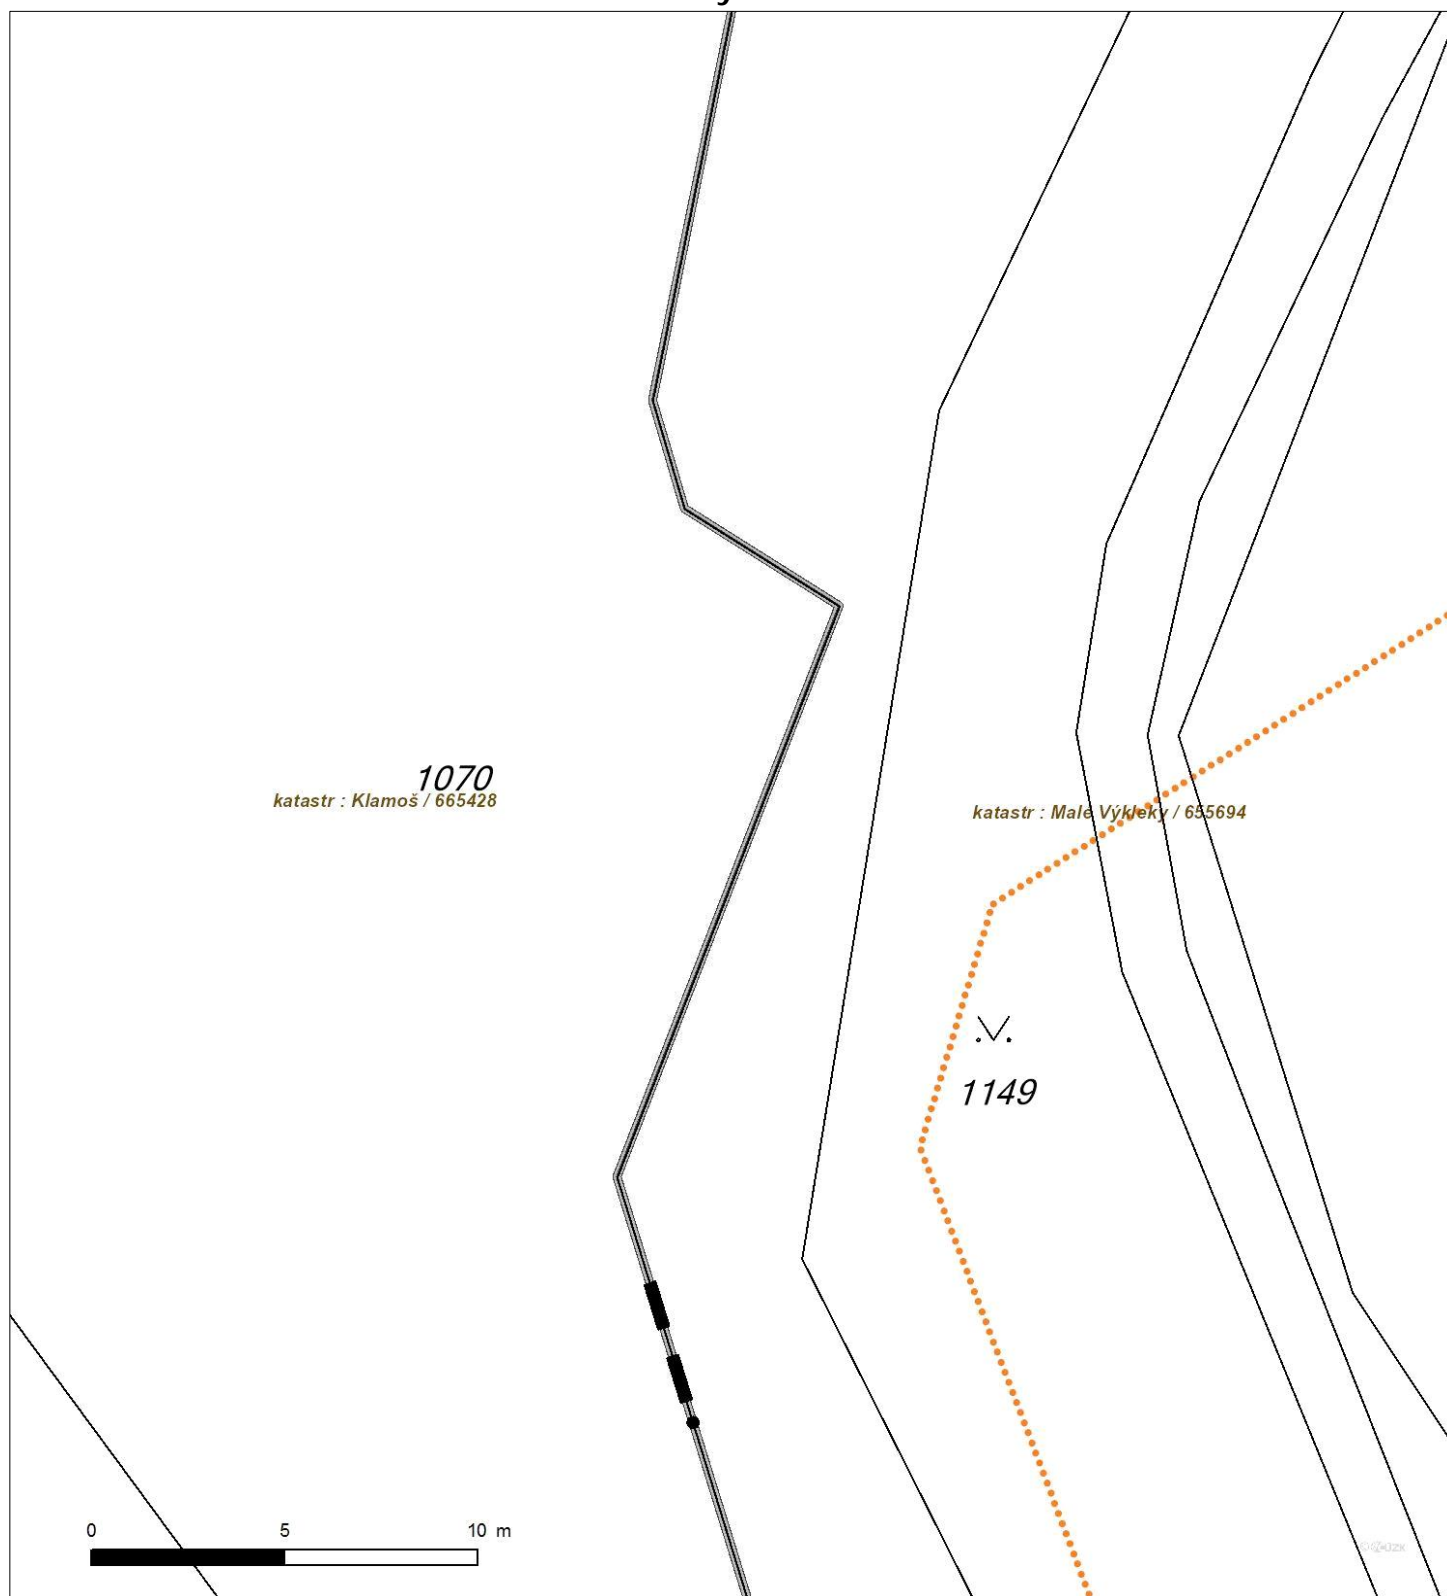 1070
katastr : Klamoš / 665428
katastr : Malé Výkleky / 655694
1149
0 5 10 m